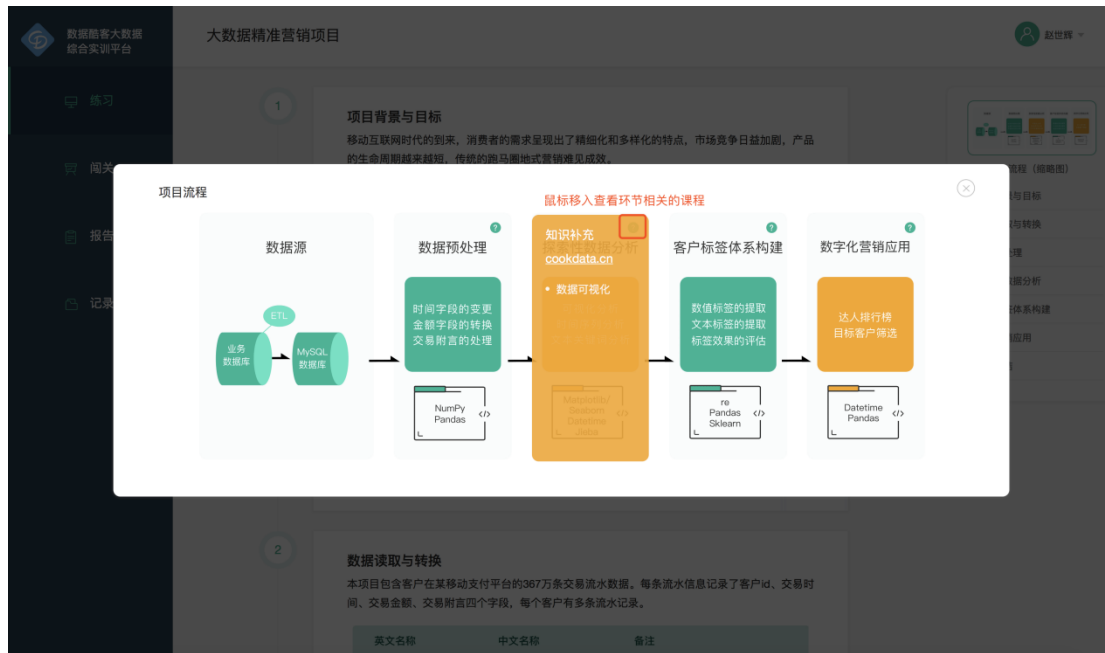 数据酷客大数据
综合实训平台
大数据精准营销项目
赵世辉
练习
闯关
报告
记录
1
项目背景与目标
移动互联网时代的到来，消费者的需求呈现出了精细化和多样化的特点，市场竞争日益加剧，产品
的生命周期越来越短，传统的跑马圈地式营销难见成效。
流程（缩略图）
与目标
与转换
处理
数据分析
体系构建
应用
项目流程
鼠标移入查看环节相关的课程
数据源
ETL
业务
数据库
MySQL
数据库
数据预处理
?
时间字段的变更
金额字段的转换
交易附言的处理
NumPy
Pandas
</>
探索性数据分析
知识补充
cookdata.cn
• 数据可视化
Matplotlib/
Seaborn
Datetime
Jieba
</>
客户标签体系构建
?
数值标签的提取
文本标签的提取
标签效果的评估
re
Pandas
Sklearn
</>
数字化营销应用
?
达人排行榜
目标客户筛选
Datetime
Pandas
</>
2
数据读取与转换
本项目包含客户在某移动支付平台的367万条交易流水数据。每条流水信息记录了客户id、交易时
间、交易金额、交易附言四个字段，每个客户有多条流水记录。
英文名称
中文名称
备注